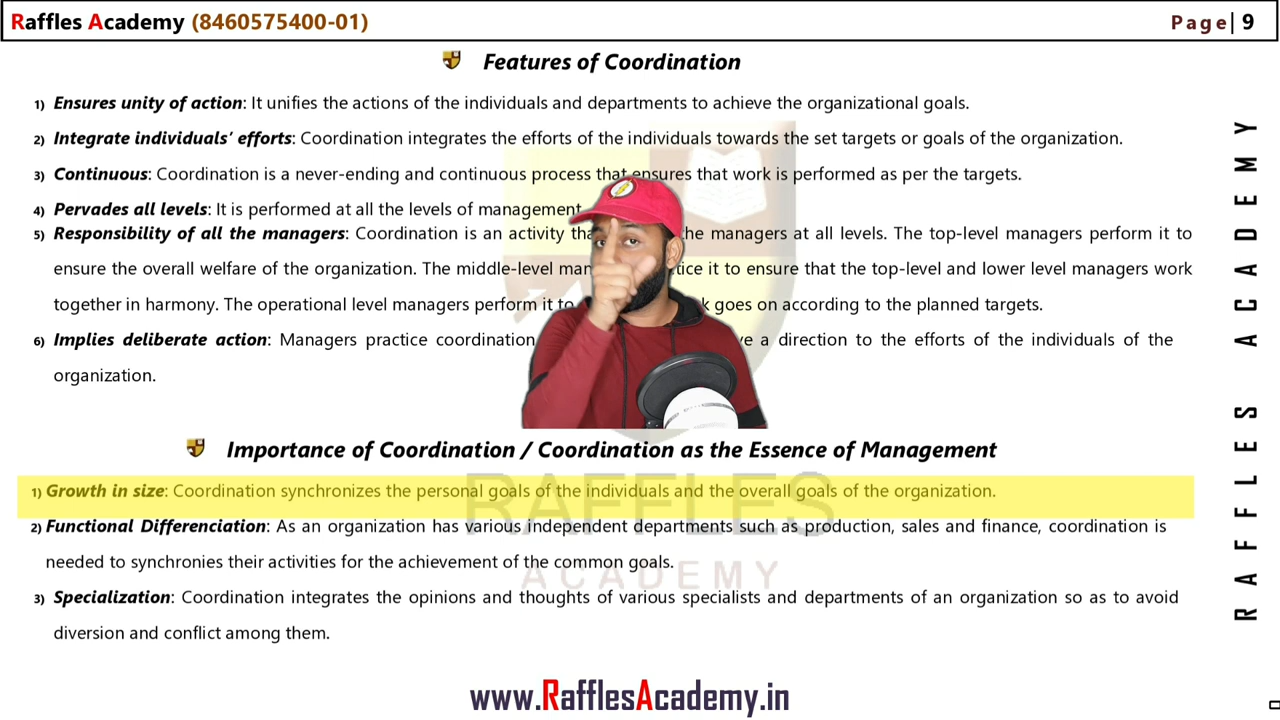 Raffles Academy (8460575400-01)
Page| 9
Features of Coordination
1) Ensures unity of action: It unifies the actions of the individuals and departments to achieve the organizational goals.
2) Integrate individuals’ efforts: Coordination integrates the efforts of the individuals towards the set targets or goals of the organization.
3) Continuous: Coordination is a never-ending and continuous process that ensures that work is performed as per the targets.
4) Pervades all levels: It is performed at all the levels of management
5) Responsibility of all the managers: Coordination is an activity he managers at all levels. The top-level managers perform it to
ensure the overall welfare of the organization. The middle-level it to ensure that the top-level and lower level managers work
together in harmony. The operational level managers perform it to goes on according to the planned targets.
6) Implies deliberate action: Managers practice coordination a direction to the efforts of the individuals of the
organization.
Importance of Coordination / Coordination as the Essence of Management
1) Growth in size: Coordination synchronizes the personal goals of the individuals and the overall goals of the organization.
2) Functional Differenciation: As an organization has various independent departments such as production, sales and finance, coordination is
needed to synchronies their activities for the achievement of the common goals.
3) Specialization: Coordination integrates the opinions and thoughts of various specialists and departments of an organization so as to avoid
diversion and conflict among them.
RAFFLES
ACADEMY
www.RafflesAcademy.in
RAFFLES ACADEMY